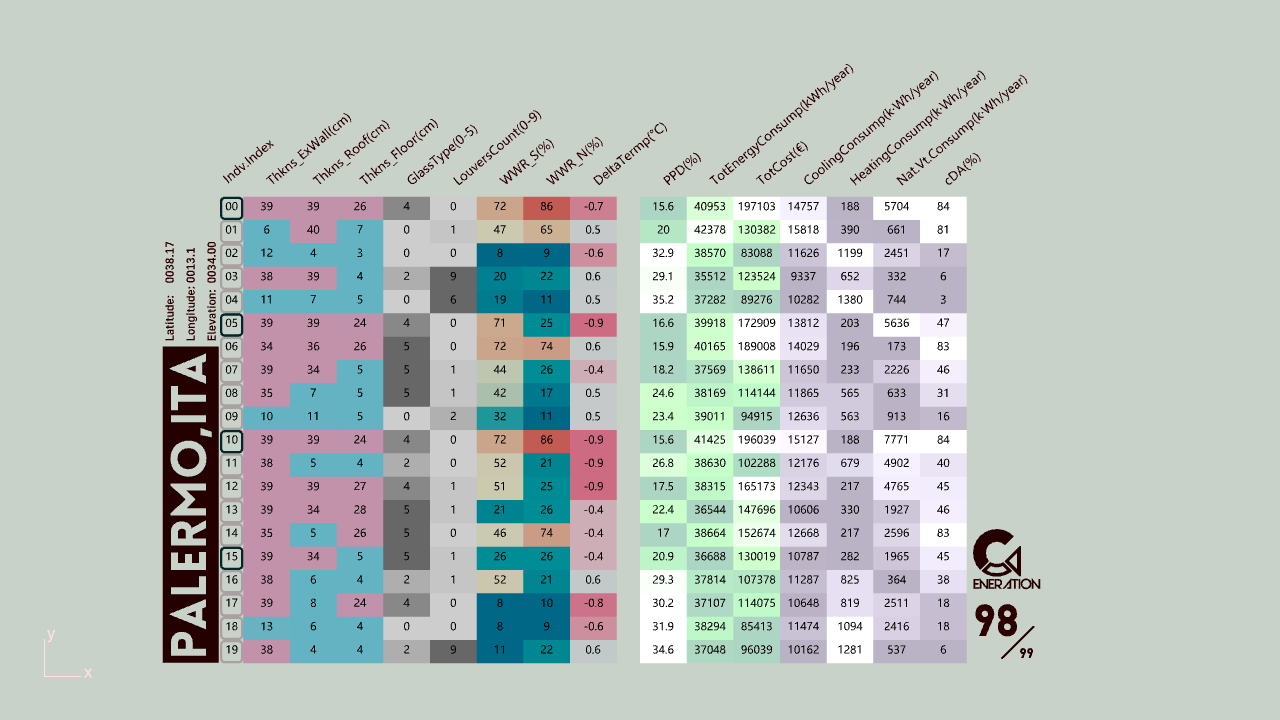 Indv.Index Thkns_ExWall(cm) Thkns_Roof(cm) Thkns_Floor(cm) GlassType(0-5) LouversCount(0-9) WWR_S(%) WWR_N(%) DeltaTermp(°C) PPD(%) TotEnergyConsump(kWh/year) TotCost(€) CoolingConsump(k·Wh/year) HeatingConsump(k·Wh/year) Nat.Vt.Consump(k·Wh/year) cDA(%)
00 39 39 26 4 0 72 86 -0.7 15.6 40953 197103 14757 188 5704 84
01 6 40 7 0 1 47 65 0.5 20 42378 130382 15818 390 661 81
02 12 4 3 0 0 8 9 -0.6 32.9 38570 83088 11626 1199 2451 17
03 38 39 4 2 9 20 22 0.6 29.1 35512 123524 9337 652 332 6
04 11 7 5 0 6 19 11 0.5 35.2 37282 89276 10282 1380 744 3
05 39 39 24 4 0 71 25 -0.9 16.6 39918 172909 13812 203 5636 47
06 34 36 26 5 0 72 74 0.6 15.9 40165 189008 14029 196 173 83
07 39 34 5 5 1 44 26 -0.4 18.2 37569 138611 11650 233 2226 46
08 35 7 5 5 1 42 17 0.5 24.6 38169 114144 11865 565 633 31
09 10 11 5 0 2 32 11 0.5 23.4 39011 94915 12636 563 913 16
10 39 39 24 4 0 72 86 -0.9 15.6 41425 196039 15127 188 7771 84
11 38 5 4 2 0 52 21 -0.9 26.8 38630 102288 12176 679 4902 40
12 39 39 27 4 1 51 25 -0.9 17.5 38315 165173 12343 217 4765 45
13 39 34 28 5 1 21 26 -0.4 22.4 36544 147696 10606 330 1927 46
14 35 5 26 5 0 46 74 -0.4 17 38664 152674 12668 217 2596 83
15 39 34 5 5 1 26 26 -0.4 20.9 36688 130019 10787 282 1965 45
16 38 6 4 2 1 52 21 0.6 29.3 37814 107378 11287 825 364 38
17 39 8 24 4 0 8 10 -0.8 30.2 37107 114075 10648 819 2511 18
18 13 6 4 0 0 8 9 -0.6 31.9 38294 85413 11474 1094 2416 18
19 38 4 4 2 9 11 22 0.6 34.6 37048 96039 10162 1281 537 6
Latitude: 0038.17
Longitude: 0013.1
Elevation: 0034.00
PALERMO,ITA
GENERATION
98/99
y
x